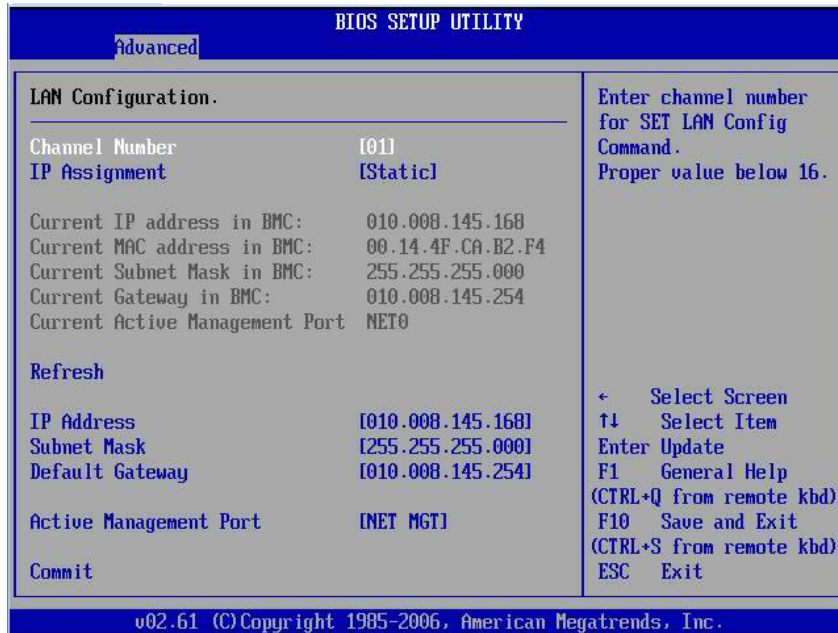 BIOS SETUP UTILITY
Advanced
LAN Configuration.
Channel Number [01]
IP Assignment [Static]
Current IP address in BMC: 010.008.145.168
Current MAC address in BMC: 00.14.4F.CA.B2.F4
Current Subnet Mask in BMC: 255.255.255.000
Current Gateway in BMC: 010.008.145.254
Current Active Management Port NET0
Refresh
IP Address [010.008.145.168]
Subnet Mask [255.255.255.000]
Default Gateway [010.008.145.254]
Active Management Port [NET MGT]
Commit
Enter channel number
for SET LAN Config
Command.
Proper value below 16.
← Select Screen
↑↓ Select Item
Enter Update
F1 General Help
(CTRL+Q from remote kbd)
F10 Save and Exit
(CTRL+S from remote kbd)
ESC Exit
v02.61 (C)Copyright 1985-2006, American Megatrends, Inc.